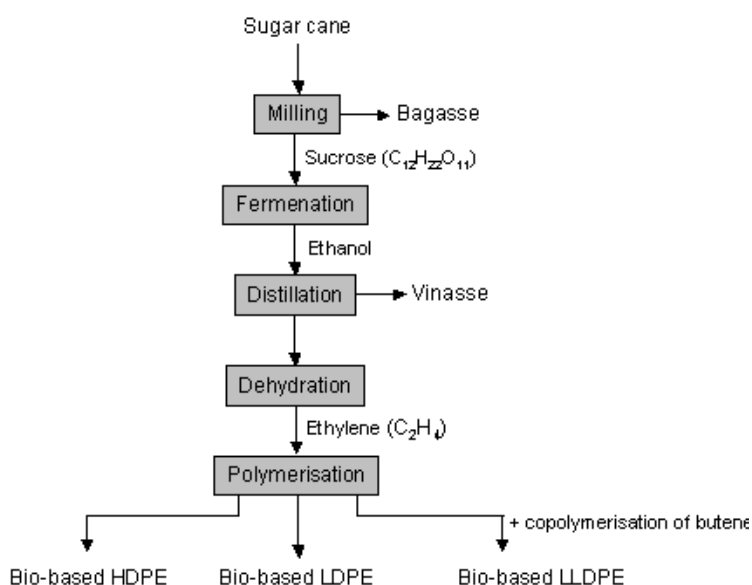 Sugar cane
Milling
Bagasse
Sucrose (C₁₂H₂₂O₁₁)
Fermenation
Ethanol
Distillation
Vinasse
Dehydration
Ethylene (C₂H₄)
Polymerisation
+ copolymerisation of butene
Bio-based HDPE
Bio-based LDPE
Bio-based LLDPE